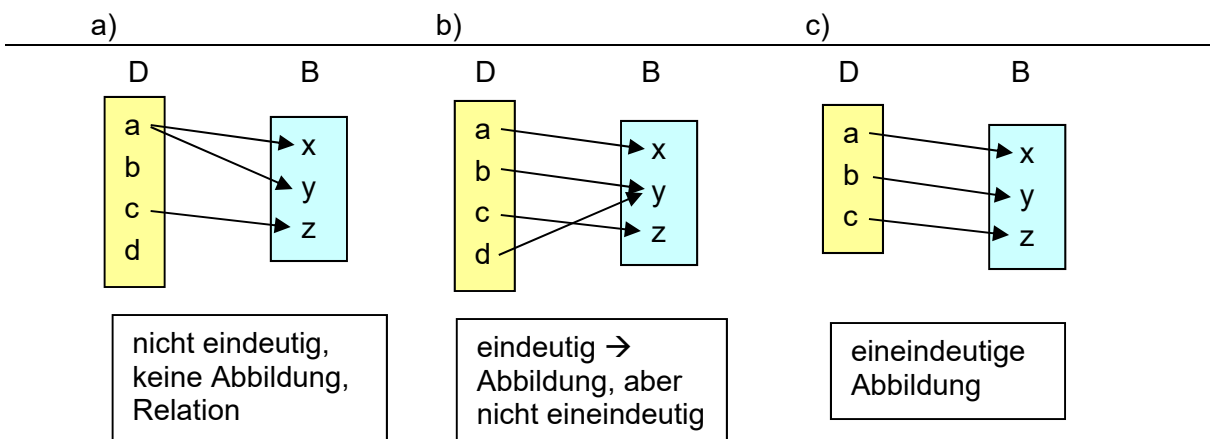 a)
b)
c)
D
B
a
b
c
d
x
y
z
nicht eindeutig,
keine Abbildung,
Relation
D
B
a
b
c
d
x
y
z
eindeutig →
Abbildung, aber
nicht eineindeutig
D
B
a
b
c
x
y
z
eineindeutige
Abbildung